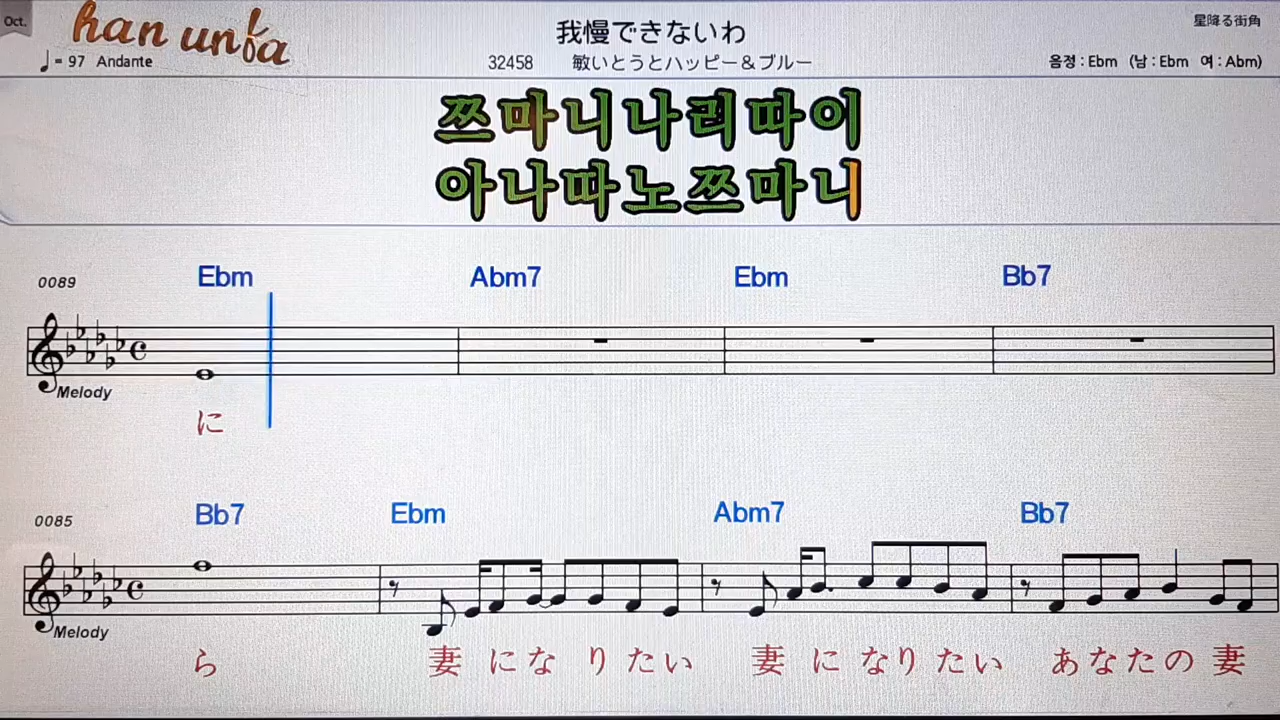 Oct.
han unfa
♩= 97 Andante
我慢できないわ
32458 敏いとうとハッピー&ブルー
星降る街角
음정 : Ebm (남 : Ebm 여 : Abm)
쯔마니나리따이
아나따노쯔마니
0089 Ebm Abm7 Ebm Bb7
Melody
に
0085 Bb7 Ebm Abm7 Bb7
Melody
ら 妻になりたい 妻になりたい あなたの妻